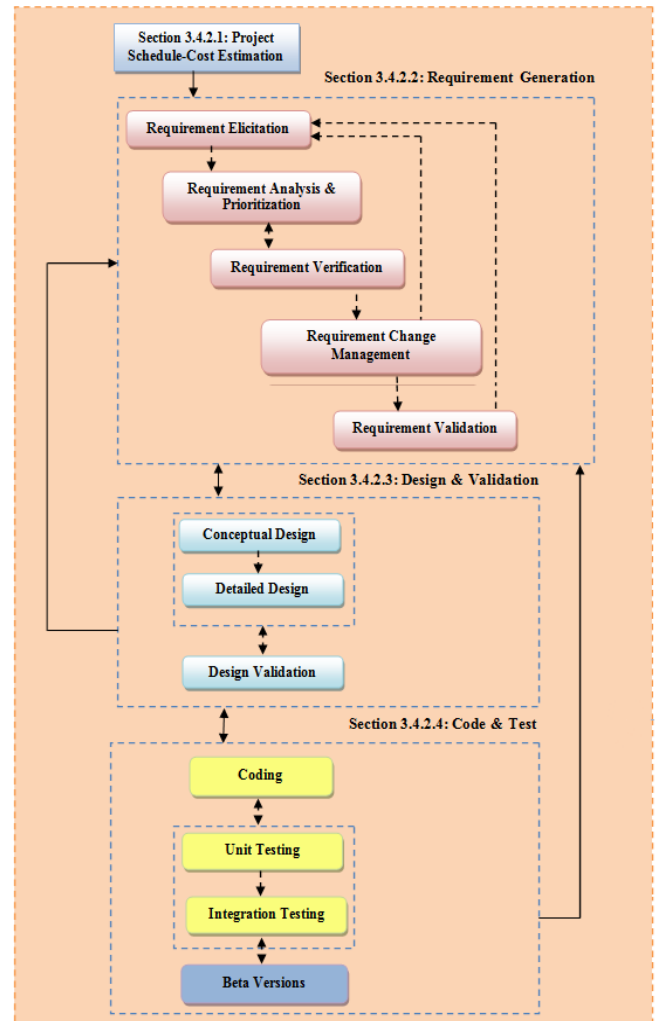 Section 3.4.2.1: Project
Schedule-Cost Estimation
Section 3.4.2.2: Requirement Generation
Requirement Elicitation
Requirement Analysis &
Prioritization
Requirement Verification
Requirement Change
Management
Requirement Validation
Section 3.4.2.3: Design & Validation
Conceptual Design
Detailed Design
Design Validation
Section 3.4.2.4: Code & Test
Coding
Unit Testing
Integration Testing
Beta Versions